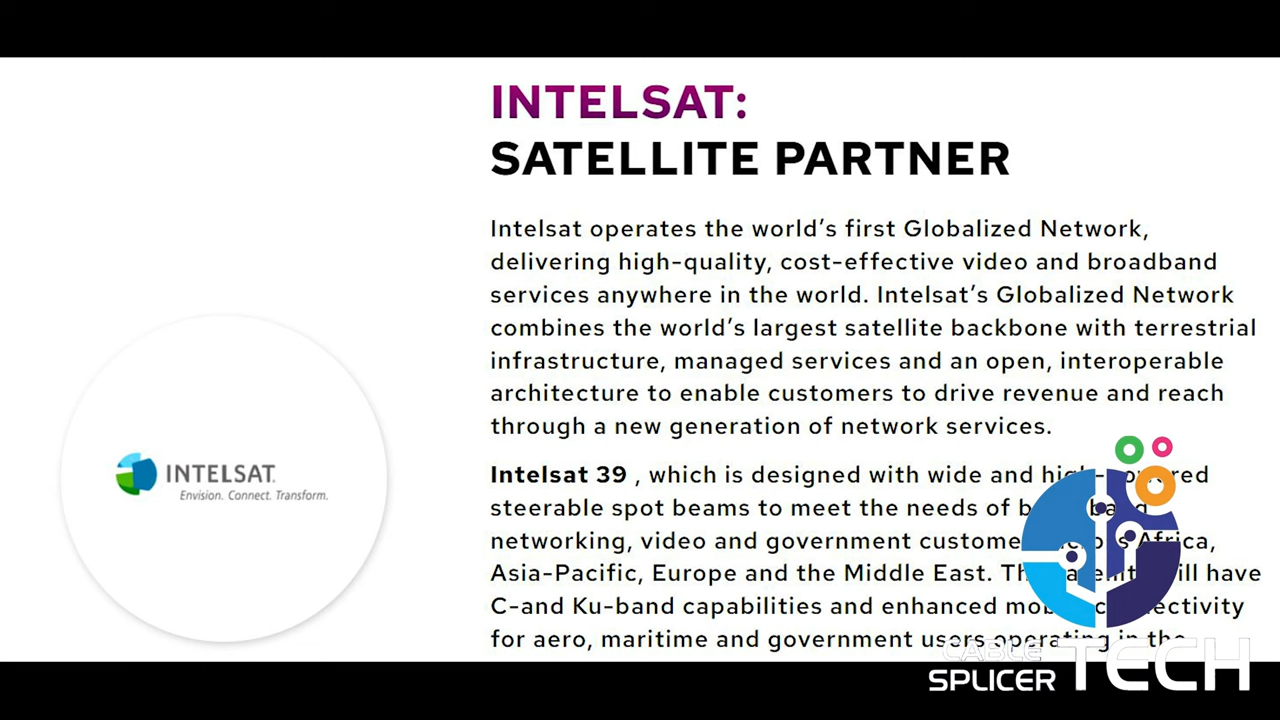 INTELSAT:
SATELLITE PARTNER
Intelsat operates the world's first Globalized Network,
delivering high-quality, cost-effective video and broadband
services anywhere in the world. Intelsat's Globalized Network
combines the world's largest satellite backbone with terrestrial
infrastructure, managed services and an open, interoperable
architecture to enable customers to drive revenue and reach
through a new generation of network services.
Intelsat 39 , which is designed with wide and
steerable spot beams to meet the needs of
networking, video and government Africa,
Asia-Pacific, Europe and the Middle East. will have
C-and Ku-band capabilities and enhanced
for aero, maritime and government users operating in the
INTELSAT.
Envision. Connect. Transform.
CABLE
SPLICER TECH